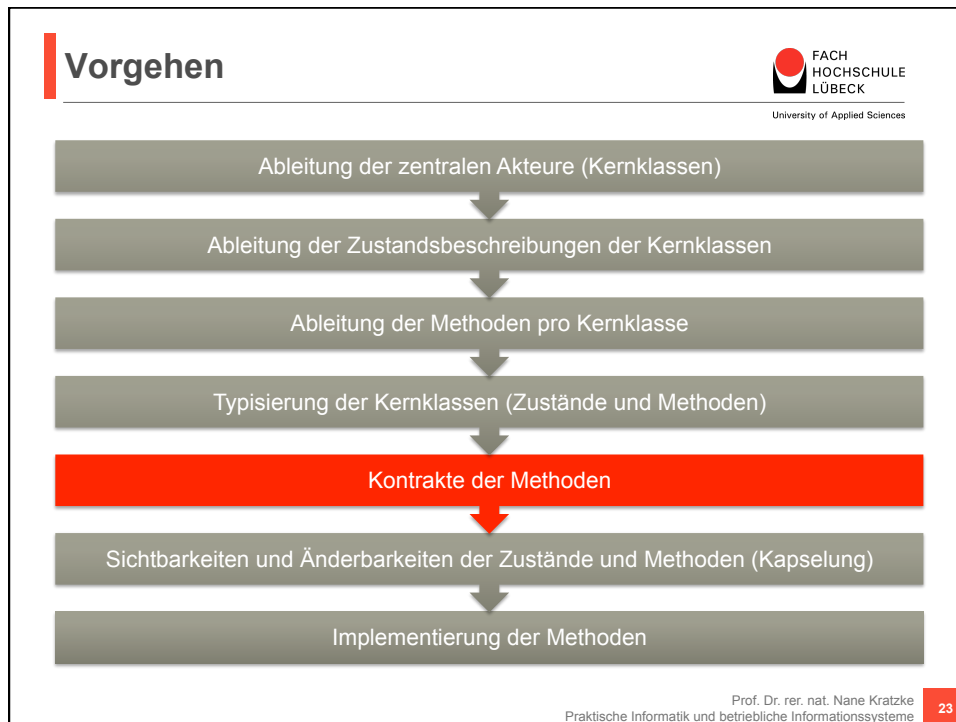 Vorgehen
FACH
HOCHSCHULE
LÜBECK
University of Applied Sciences
Ableitung der zentralen Akteure (Kernklassen)
Ableitung der Zustandsbeschreibungen der Kernklassen
Ableitung der Methoden pro Kernklasse
Typisierung der Kernklassen (Zustände und Methoden)
Kontrakte der Methoden
Sichtbarkeiten und Änderbarkeiten der Zustände und Methoden (Kapselung)
Implementierung der Methoden
Prof. Dr. rer. nat. Nane Kratzke
Praktische Informatik und betriebliche Informationssysteme
23